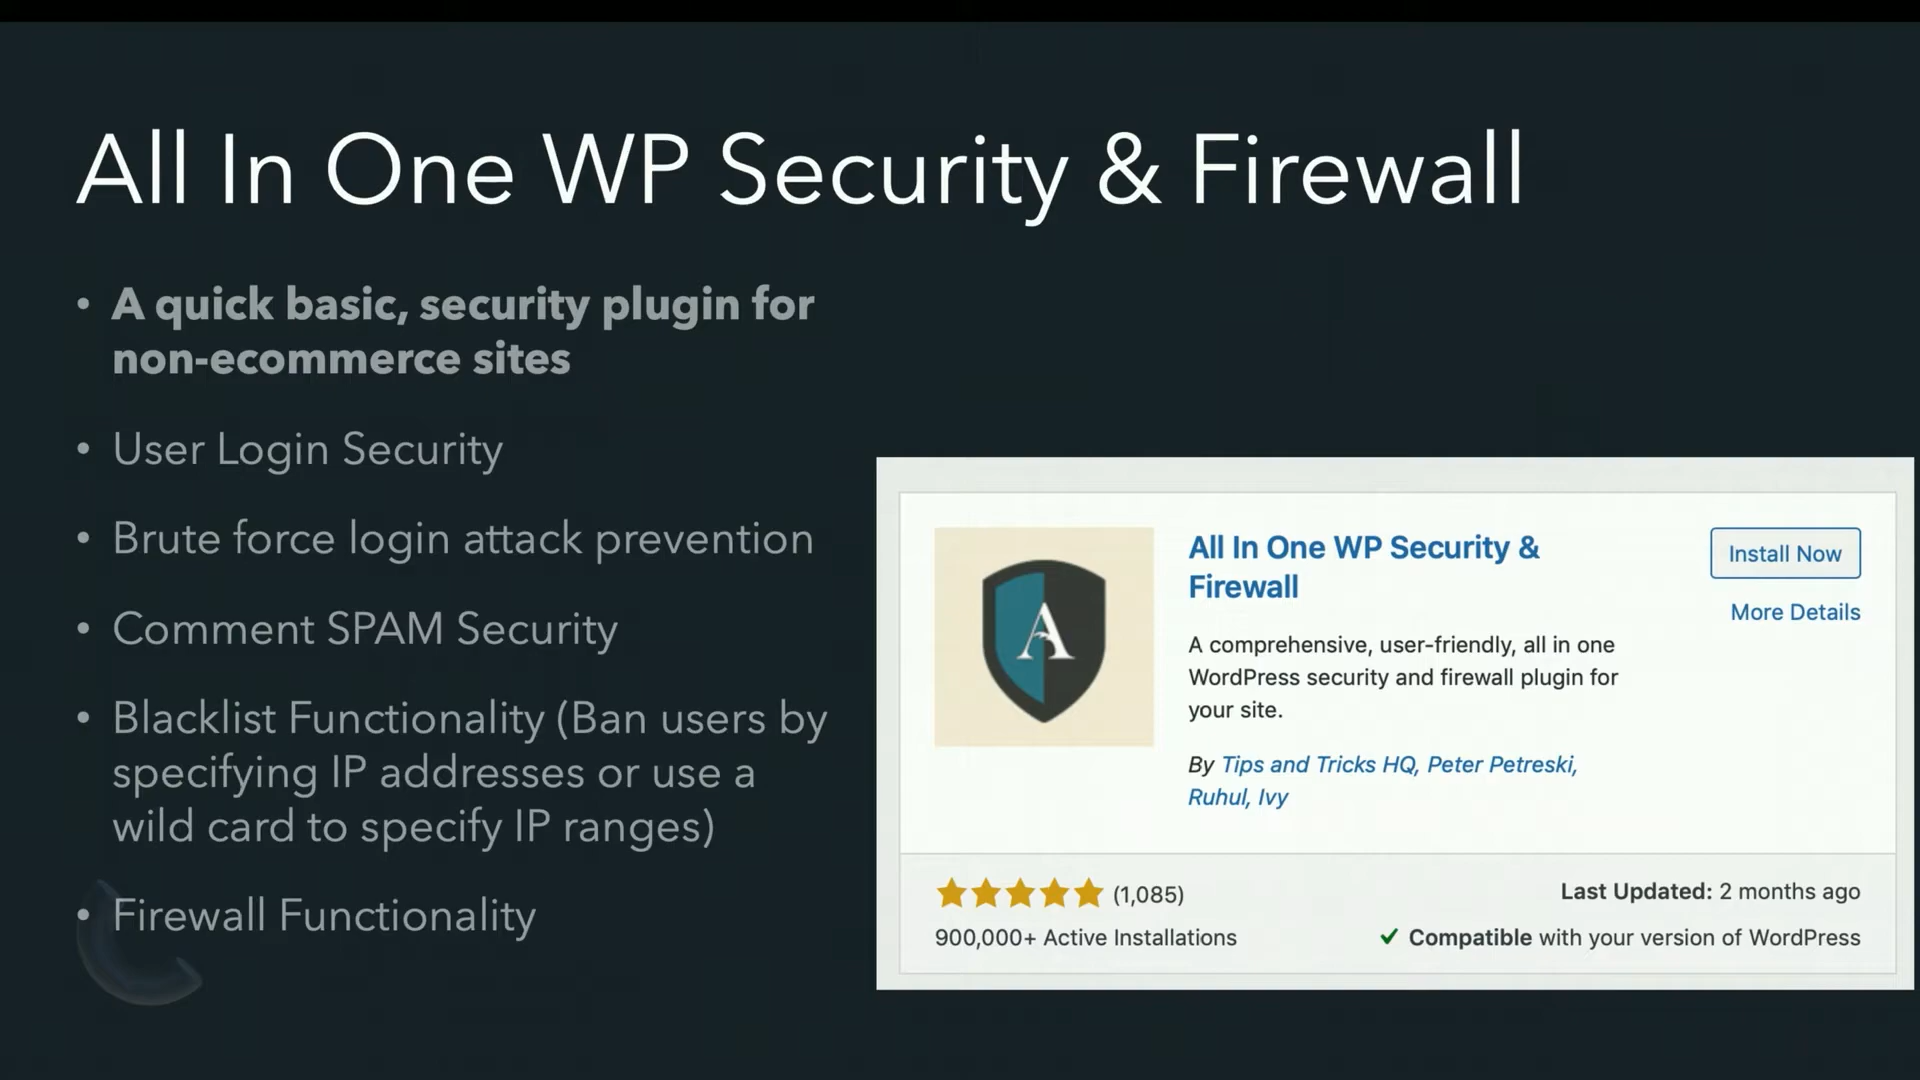 All In One WP Security & Firewall
• A quick basic, security plugin for
non-ecommerce sites
• User Login Security
• Brute force login attack prevention
• Comment SPAM Security
• Blacklist Functionality (Ban users by
specifying IP addresses or use a
wild card to specify IP ranges)
• Firewall Functionality
A
All In One WP Security &
Firewall
Install Now
More Details
A comprehensive, user-friendly, all in one
WordPress security and firewall plugin for
your site.
By Tips and Tricks HQ, Peter Petreski,
Ruhul, Ivy
(1,085)
Last Updated: 2 months ago
900,000+ Active Installations
Compatible with your version of WordPress